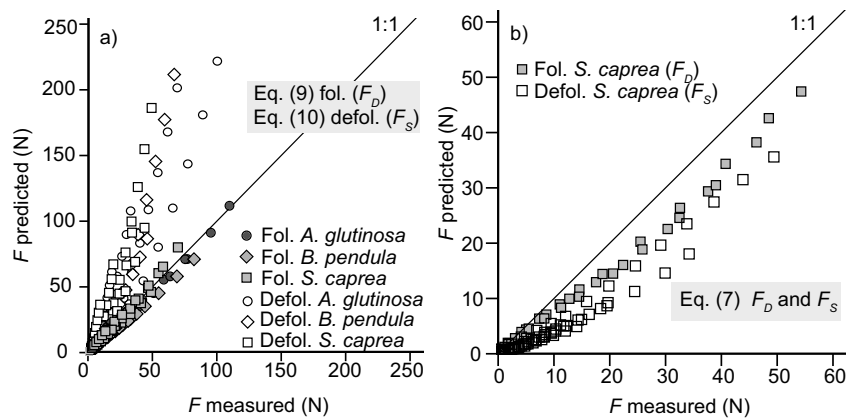 a)
1:1
250
200
150
100
50
0
F predicted (N)
Eq. (9) fol. (F_D)
Eq. (10) defol. (F_S)
Fol. A. glutinosa
Fol. B. pendula
Fol. S. caprea
Defol. A. glutinosa
Defol. B. pendula
Defol. S. caprea
0 50 100 150 200 250
F measured (N)
b)
1:1
60
50
40
30
20
10
0
F predicted (N)
Fol. S. caprea (F_D)
Defol. S. caprea (F_S)
Eq. (7) F_D and F_S
0 10 20 30 40 50 60
F measured (N)